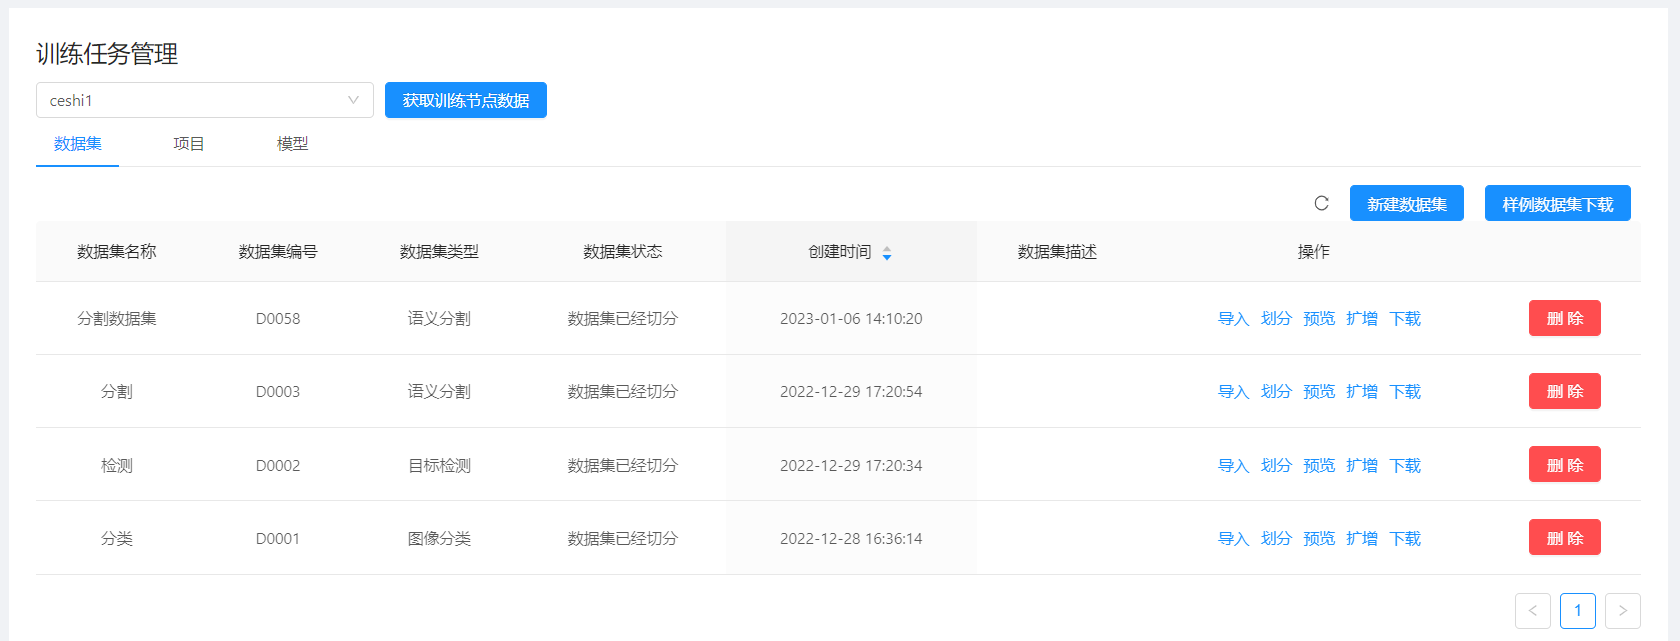 训练任务管理
ceshi1 获取训练节点数据
数据集 项目 模型
新建数据集 样例数据集下载
数据集名称 数据集编号 数据集类型 数据集状态 创建时间 数据集描述 操作
分割数据集 D0058 语义分割 数据集已经切分 2023-01-06 14:10:20 导入 划分 预览 扩增 下载 删 除
分割 D0003 语义分割 数据集已经切分 2022-12-29 17:20:54 导入 划分 预览 扩增 下载 删 除
检测 D0002 目标检测 数据集已经切分 2022-12-29 17:20:34 导入 划分 预览 扩增 下载 删 除
分类 D0001 图像分类 数据集已经切分 2022-12-28 16:36:14 导入 划分 预览 扩增 下载 删 除
< 1 >